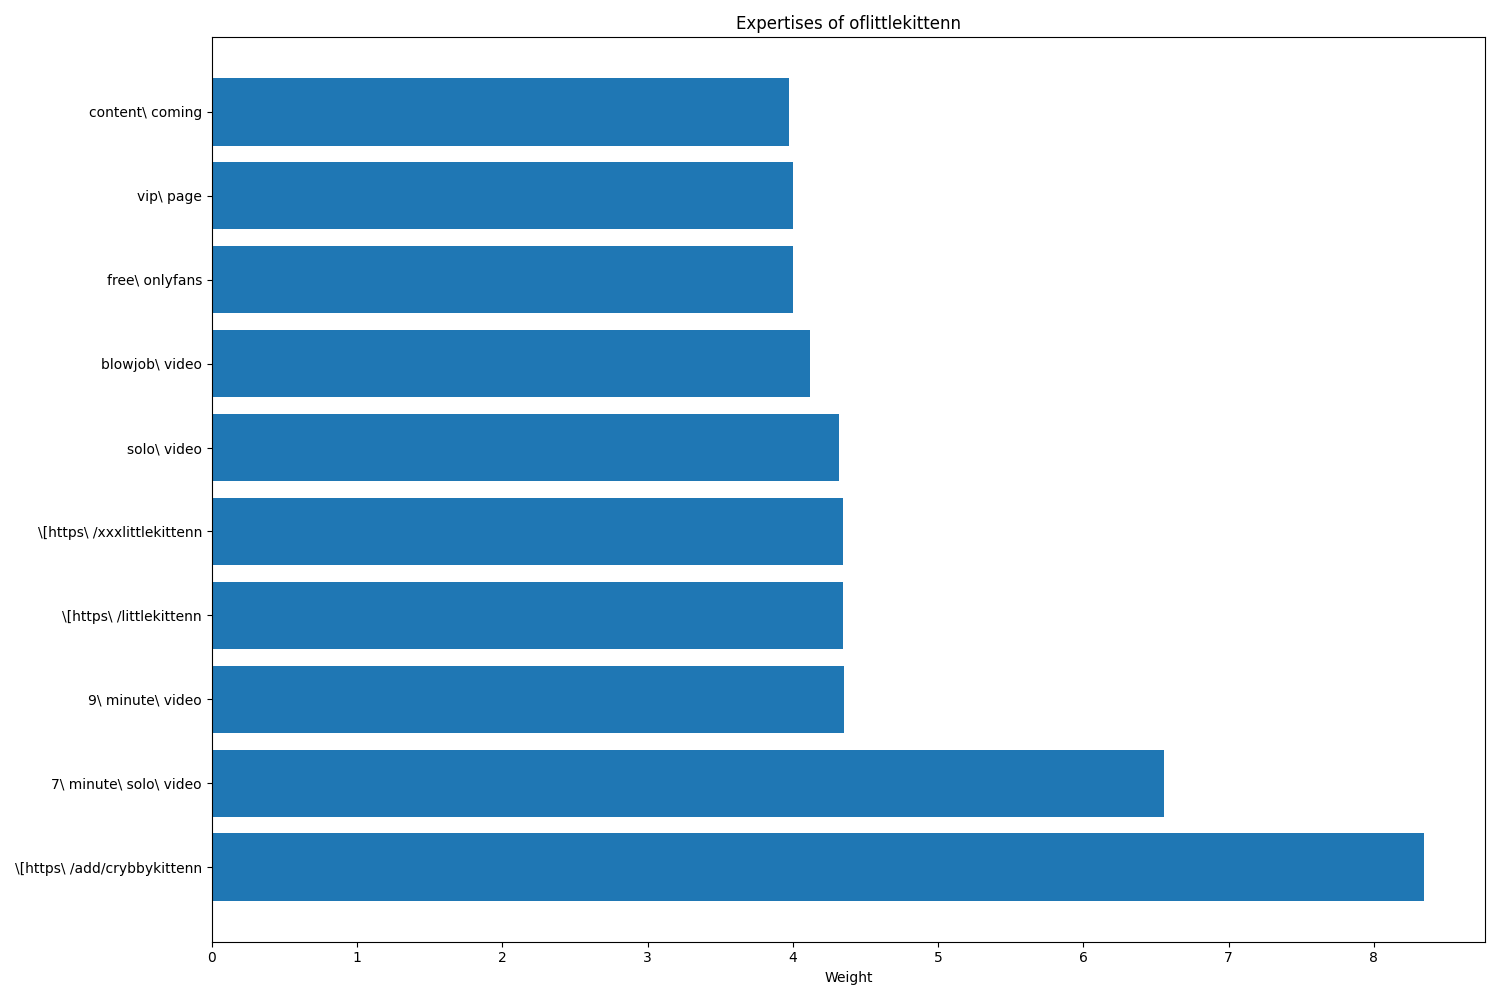 Expertises of oflittlekittenn
content\ coming
vip\ page
free\ onlyfans
blowjob\ video
solo\ video
\[https\ /xxxlittlekittenn
\[https\ /littlekittenn
9\ minute\ video
7\ minute\ solo\ video
\[https\ /add/crybbykittenn
0 1 2 3 4 5 6 7 8
Weight